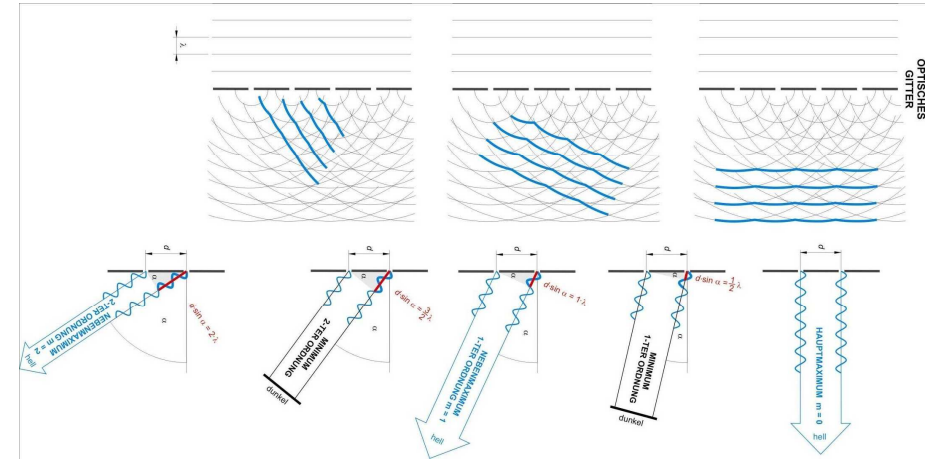 OPTISCHES
GITTER
λ
d
α
α
d·sin α = 2·λ
NEBENMAXIMUM
2-TER ORDNUNG m = 2
hell
d
α
α
d·sin α = 3/2 λ
MINIMUM
2-TER ORDNUNG
dunkel
d
α
α
d·sin α = 1·λ
NEBENMAXIMUM
1-TER ORDNUNG m = 1
hell
d
α
α
d·sin α = 1/2 λ
MINIMUM
1-TER ORDNUNG
dunkel
d
HAUPTMAXIMUM m = 0
hell